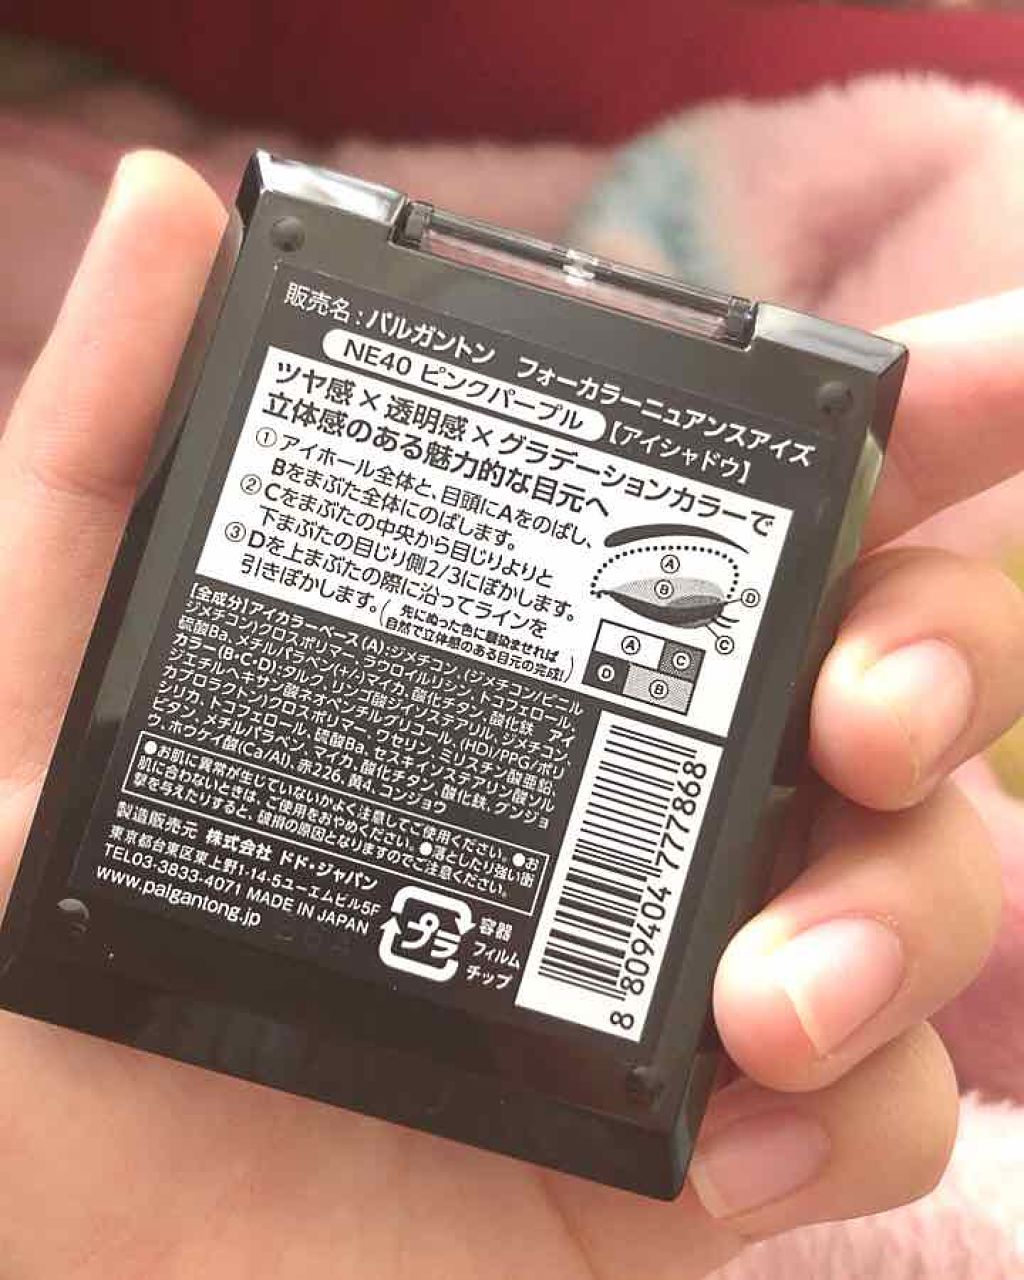 販売名:パルガントン フォーカラーニュアンスアイズ
NE40 ピンクパープル 【アイシャドウ】
ツヤ感×透明感×グラデーションカラーで
立体感のある魅力的な目元へ
①アイホール全体と、目頭にAをのばし、
Bをまぶた全体にのばします。
②Cをまぶたの中央から目じりよりと
下まぶたの目じり側2/3にぼかします。
③Dを上まぶたの際に沿ってラインを
引きぼかします。(先にぬった色に馴染ませれば
自然で立体感のある目元の完成!)
A
B
D
C
A C
D B
【全成分】アイカラーベース(A):ジメチコン、(ジメチコン/ビニル
ジメチコン)クロスポリマー、ラウロイルリシン、トコフェロール、
硫酸Ba、メチルパラベン(+/-)マイカ、酸化チタン、酸化鉄 アイ
カラー(B・C・D):タルク、リンゴ酸ジイソステアリル、ジメチコン、
ジエチルヘキサン酸ネオペンチルグリコール、(HDI/PPG/ポリ
カプロラクトン)クロスポリマー、ワセリン、ミリスチン酸亜鉛、
シリカ、トコフェロール、硫酸Ba、セスキイソステアリン酸ソル
ビタン、メチルパラベン、マイカ、酸化チタン、酸化鉄、グンジョ
ウ、ホウケイ酸(Ca/Al)、赤226、黄4、コンジョウ
●お肌に異常が生じていないかよく注意してご使用ください。●お
肌に合わないときは、ご使用をおやめください。●落としたり強い衝
撃を与えたりすると、破損の原因となりますのでご注意ください。
製造販売元 株式会社 ドド・ジャパン
東京都台東区東上野1-14-5ユーエムビル5F
TEL03-3833-4071 MADE IN JAPAN
www.palgantong.jp
プラ
容器
フィルム
チップ
8 809404 777868